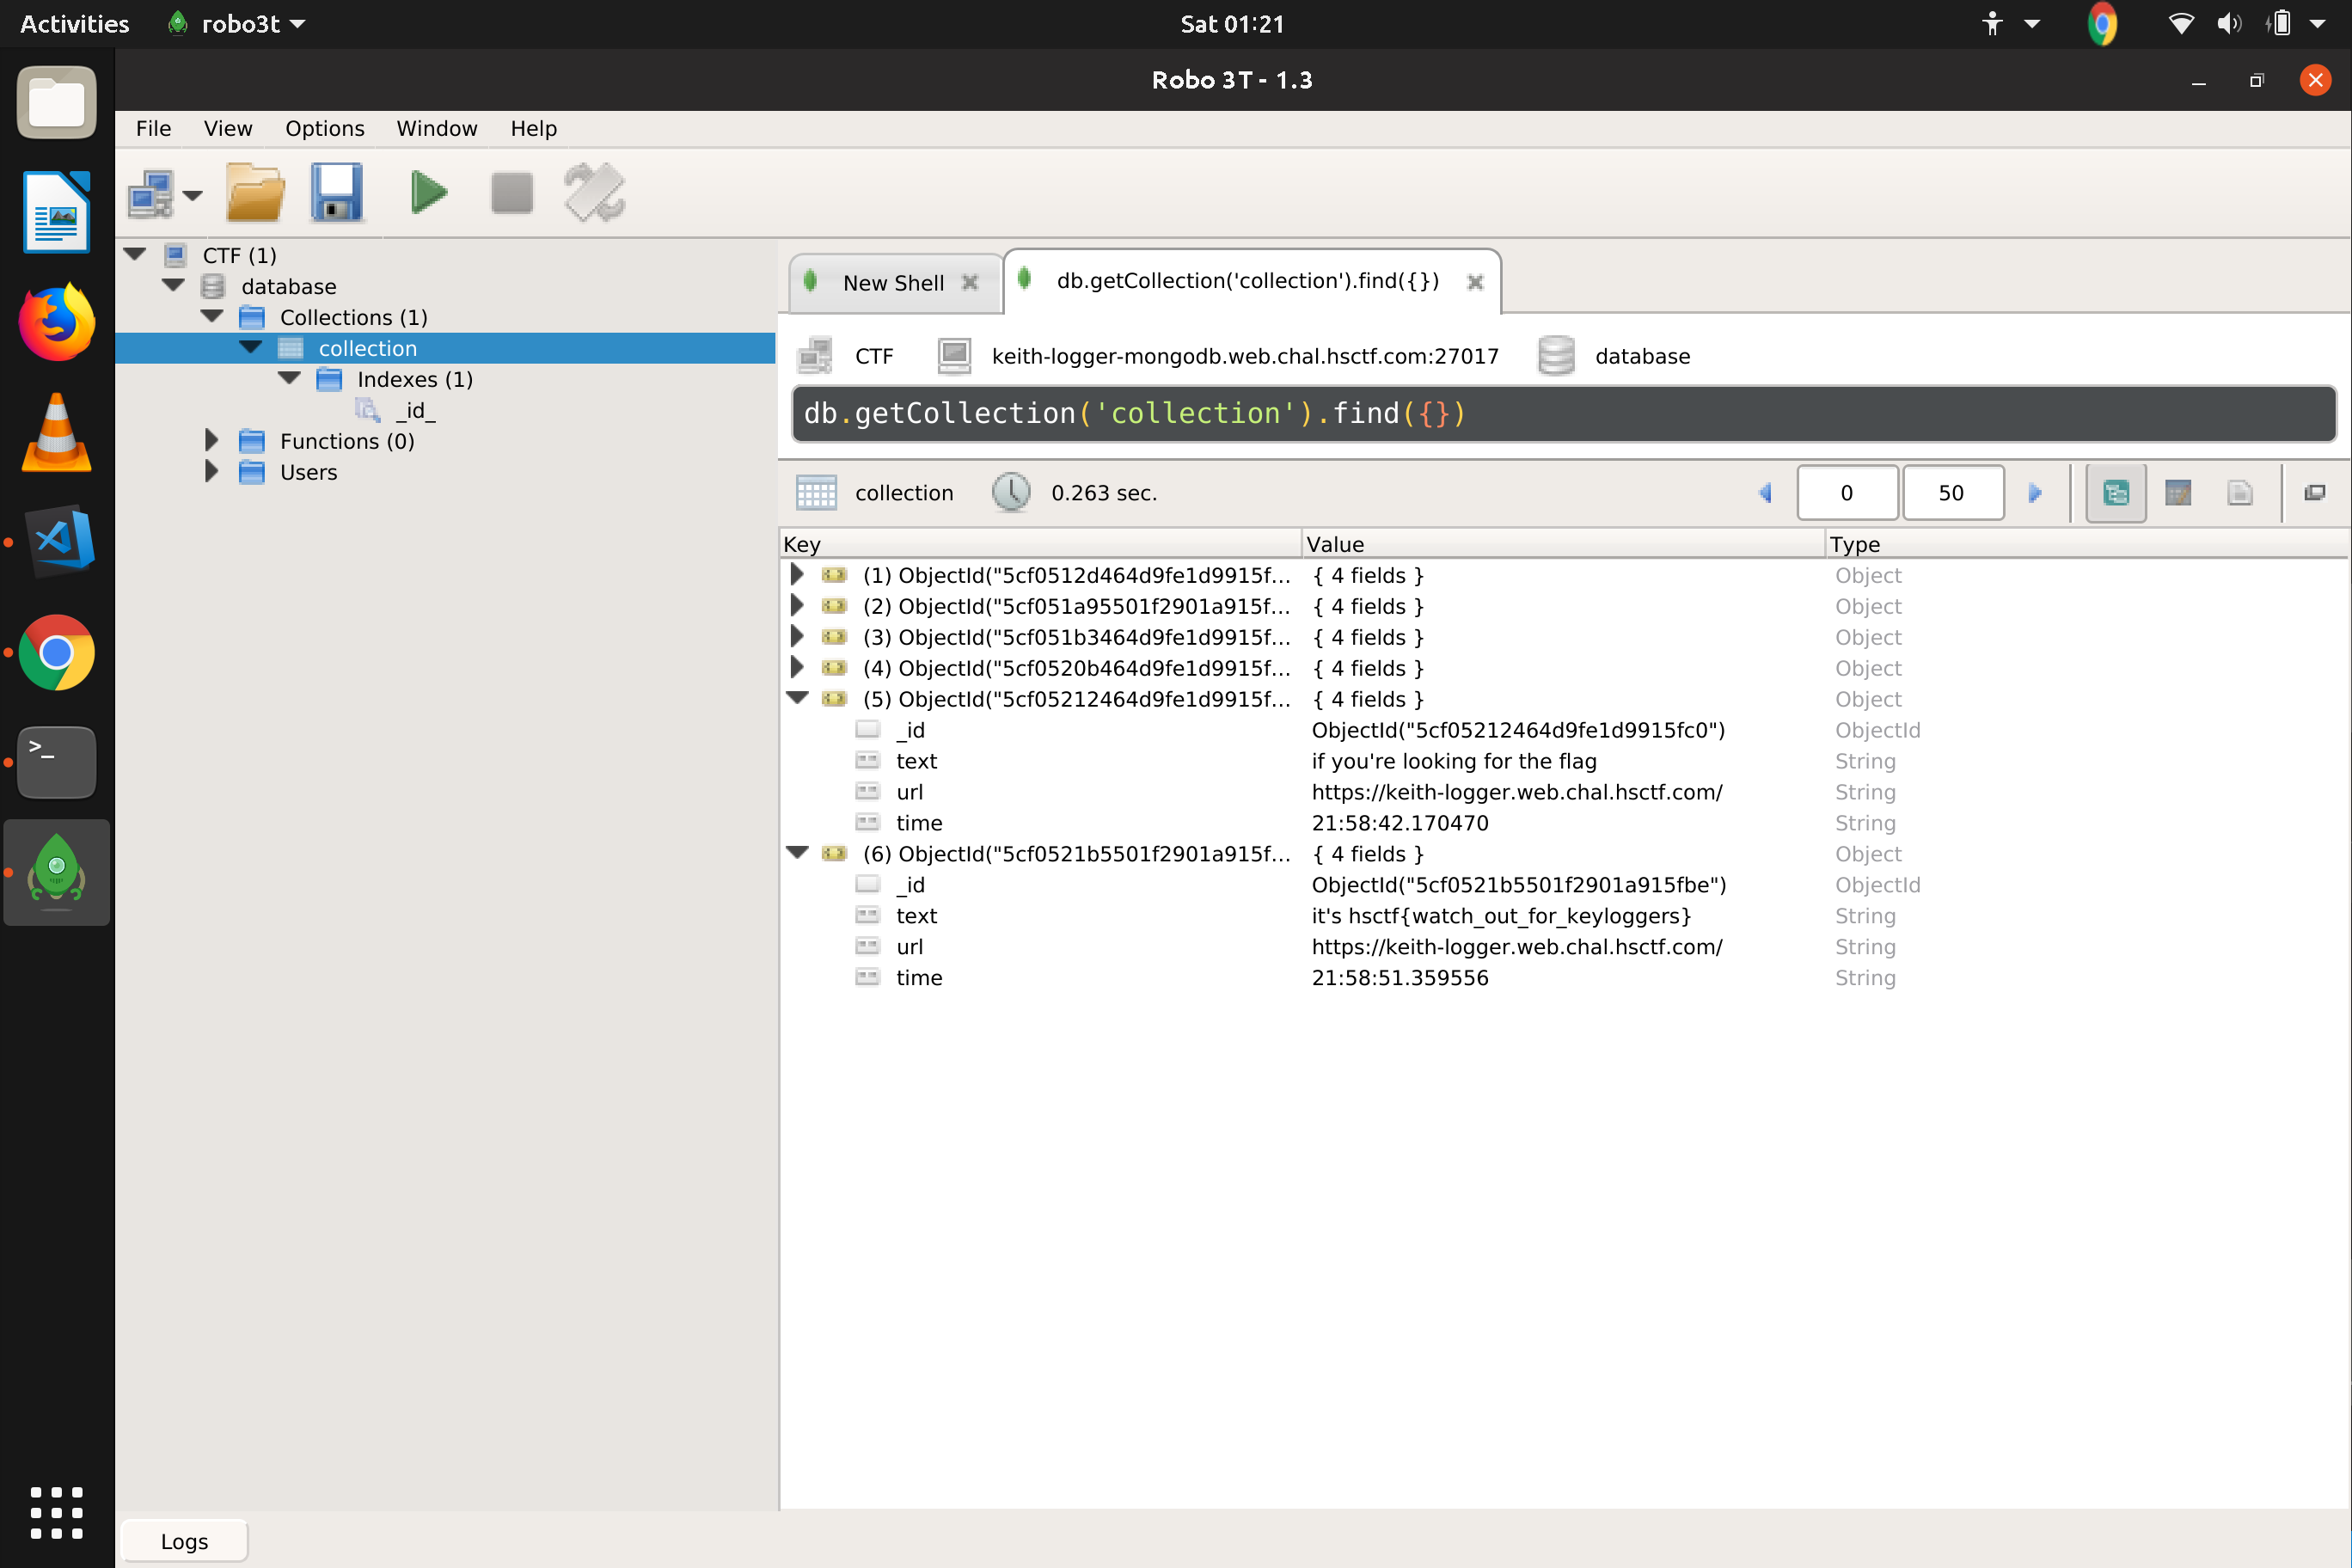 Activities
robo3t
Sat 01:21
Robo 3T - 1.3
File View Options Window Help
CTF (1)
database
Collections (1)
collection
Indexes (1)
_id_
Functions (0)
Users
New Shell
db.getCollection('collection').find({})
CTF keith-logger-mongodb.web.chal.hsctf.com:27017 database
db.getCollection('collection').find({})
collection 0.263 sec. 0 50
Key Value Type
(1) ObjectId("5cf0512d464d9fe1d9915f... { 4 fields } Object
(2) ObjectId("5cf051a95501f2901a915f... { 4 fields } Object
(3) ObjectId("5cf051b3464d9fe1d9915f... { 4 fields } Object
(4) ObjectId("5cf0520b464d9fe1d9915f... { 4 fields } Object
(5) ObjectId("5cf05212464d9fe1d9915f... { 4 fields } Object
_id ObjectId("5cf05212464d9fe1d9915fc0") ObjectId
text if you're looking for the flag String
url https://keith-logger.web.chal.hsctf.com/ String
time 21:58:42.170470 String
(6) ObjectId("5cf0521b5501f2901a915f... { 4 fields } Object
_id ObjectId("5cf0521b5501f2901a915fbe") ObjectId
text it's hsctf{watch_out_for_keyloggers} String
url https://keith-logger.web.chal.hsctf.com/ String
time 21:58:51.359556 String
Logs